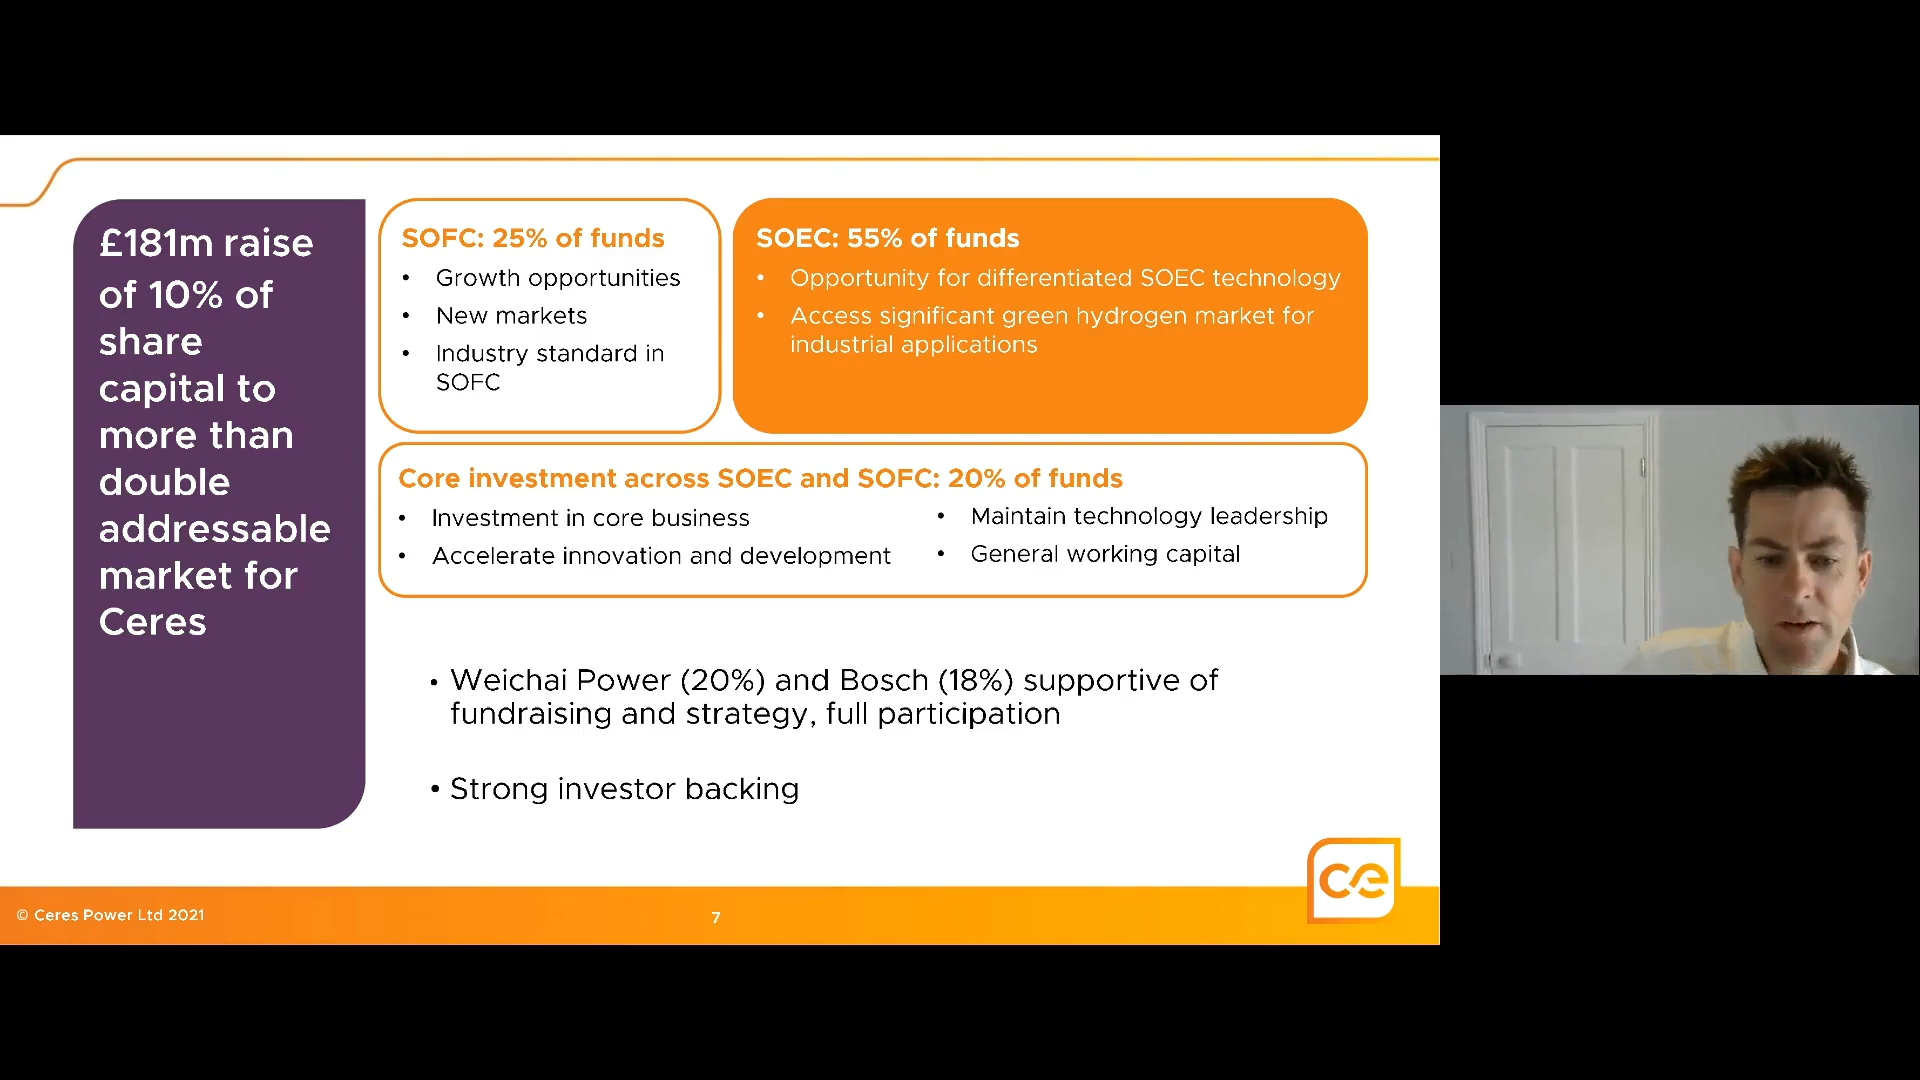 £181m raise
of 10% of
share
capital to
more than
double
addressable
market for
Ceres
SOFC: 25% of funds
• Growth opportunities
• New markets
• Industry standard in
SOFC
SOEC: 55% of funds
• Opportunity for differentiated SOEC technology
• Access significant green hydrogen market for
industrial applications
Core investment across SOEC and SOFC: 20% of funds
• Investment in core business
• Accelerate innovation and development
• Maintain technology leadership
• General working capital
• Weichai Power (20%) and Bosch (18%) supportive of
fundraising and strategy, full participation
• Strong investor backing
ce
© Ceres Power Ltd 2021
7